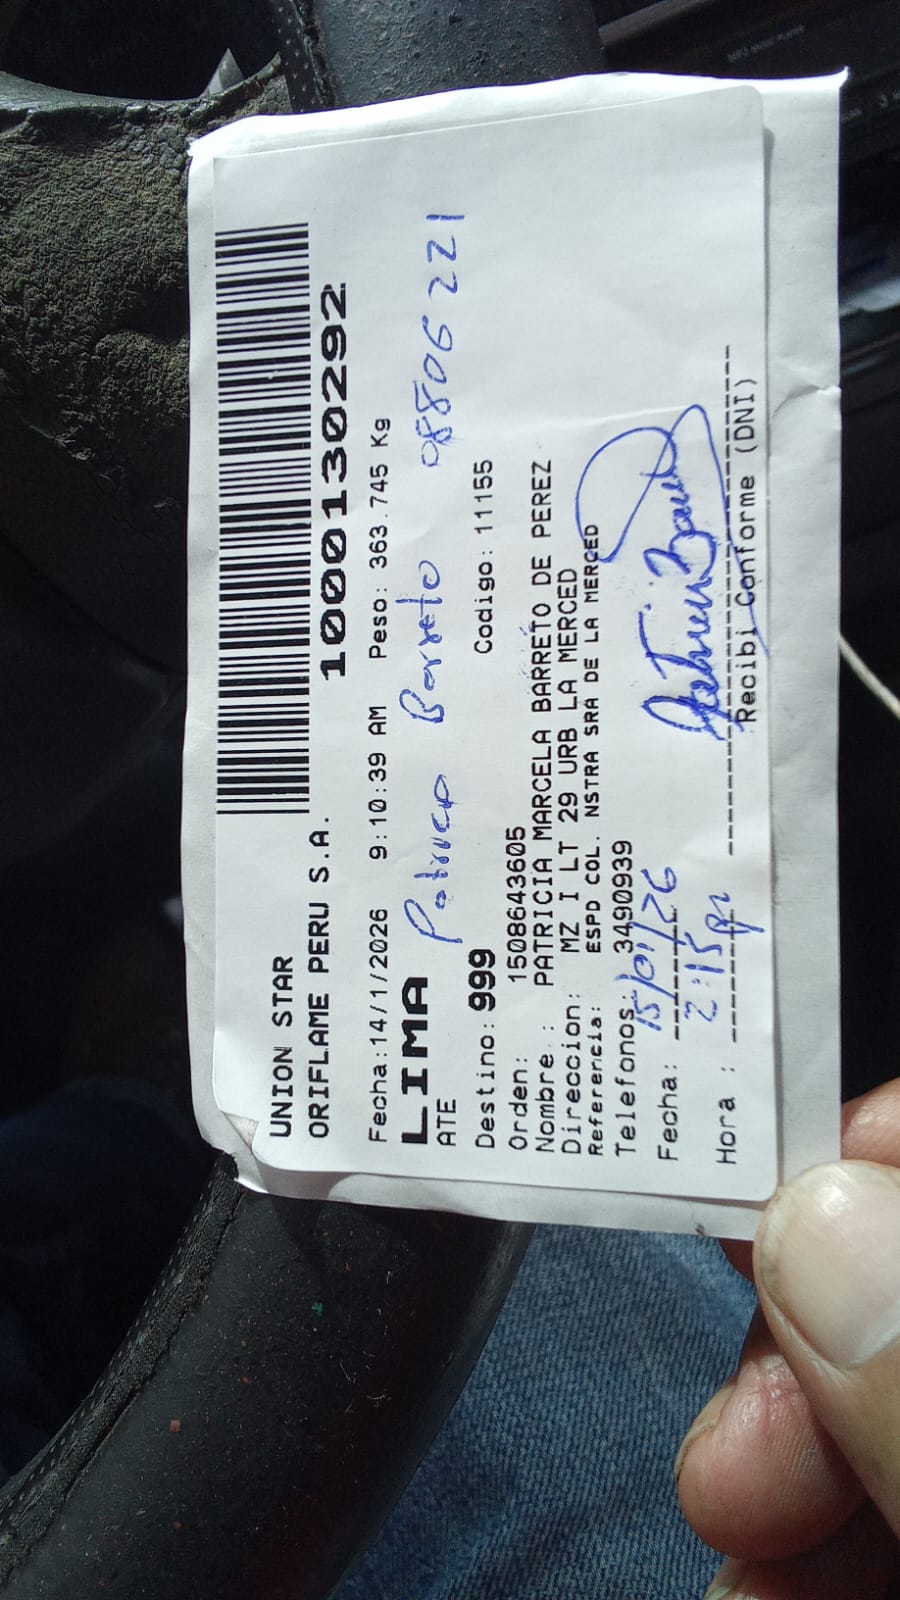 UNION STAR
ORIFLAME PERU S.A. 1000130292
Fecha:14/1/2026 9:10:39 AM Peso: 363.745 Kg
LIMA Patricia Barreto 08806221
ATE
Destino: 999 Codigo: 11155
Orden: 1508643605
Nombre : PATRICIA MARCELA BARRETO DE PEREZ
Direccion: MZ I LT 29 URB LA MERCED
Referencia: ESPD COL. NSTRA SRA DE LA MERCED
Telefonos: 3490939
Fecha: 15/01/26
Hora : 2:15 pm
Recibi Conforme (DNI)